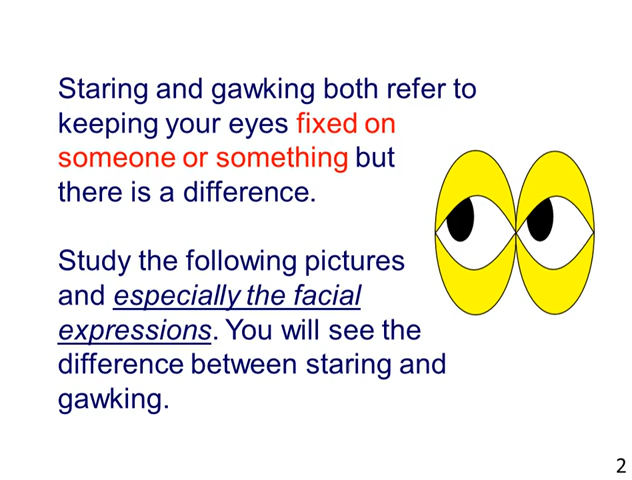 Staring and gawking both refer to
keeping your eyes fixed on
someone or something but
there is a difference.
Study the following pictures
and especially the facial
expressions. You will see the
difference between staring and
gawking.
2